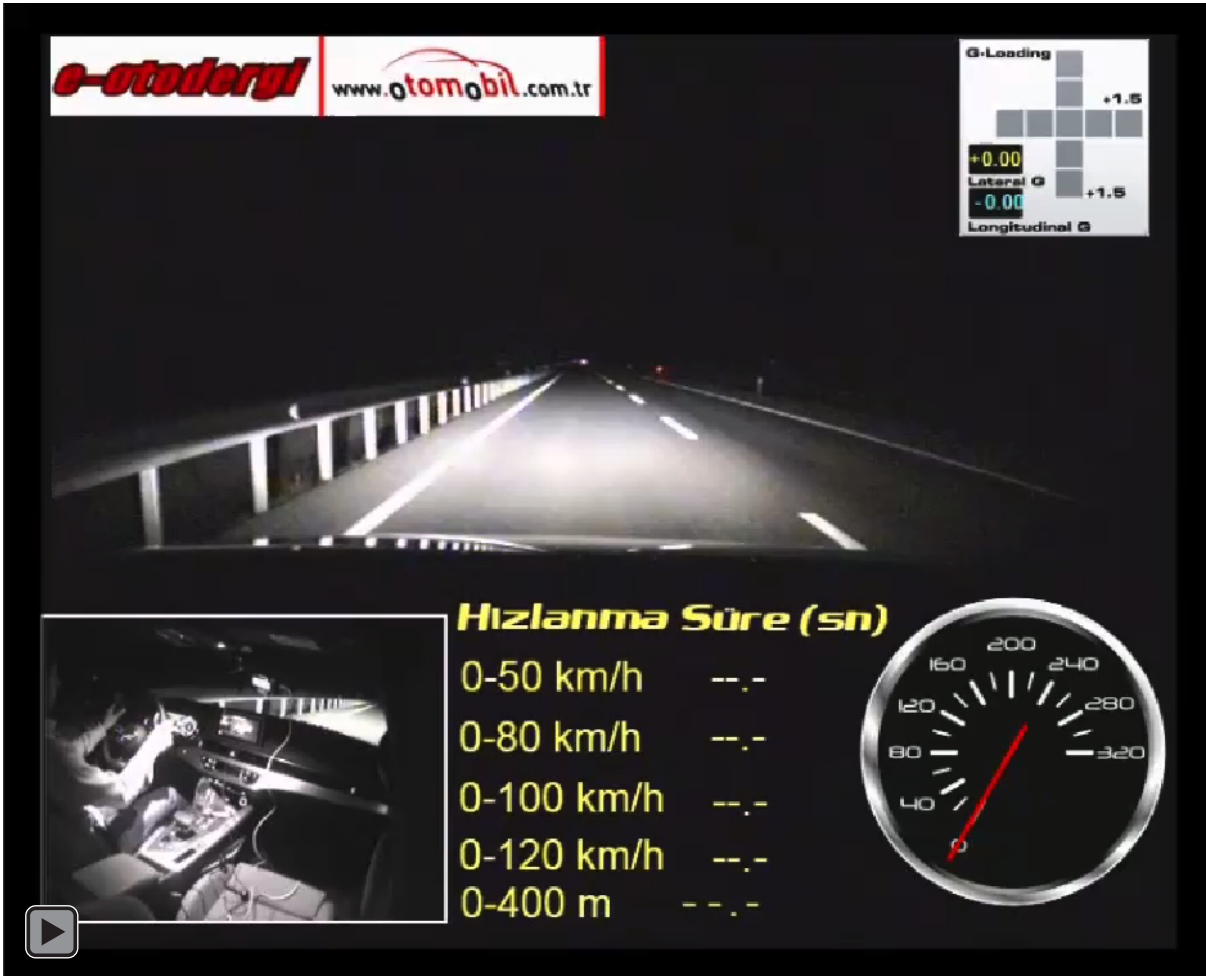 e-otodergi
www.otomobil.com.tr
G-Loading
+1.5
+0.00
Lateral G
+1.5
-0.00
Longitudinal G
Hızlanma Süre (sn)
0-50 km/h --.-
0-80 km/h --.-
0-100 km/h --.-
0-120 km/h --.-
0-400 m --.-
0
40
80
120
160
200
240
280
320